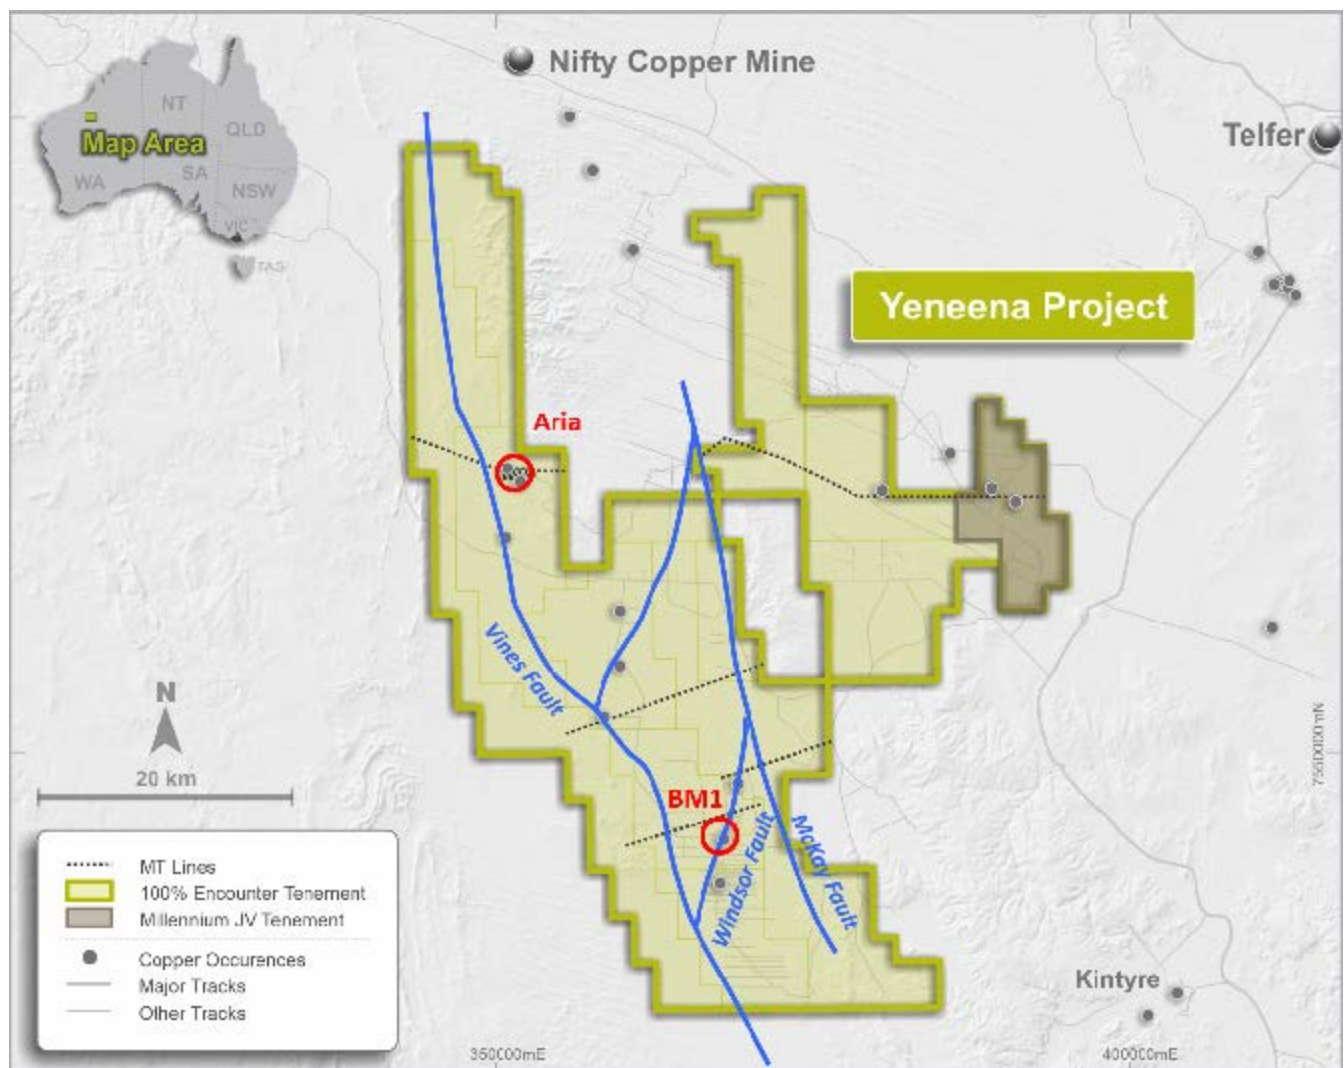 Nifty Copper Mine
Telfer
NT
QLD
Map Area
WA
SA
NSW
VIC
TAS
Yeneena Project
Aria
Vines Fault
N
20 km
BM1
Windsor Fault
McKay Fault
7550000mN
MT Lines
100% Encounter Tenement
Millennium JV Tenement
Copper Occurences
Major Tracks
Other Tracks
Kintyre
350000mE
400000mE